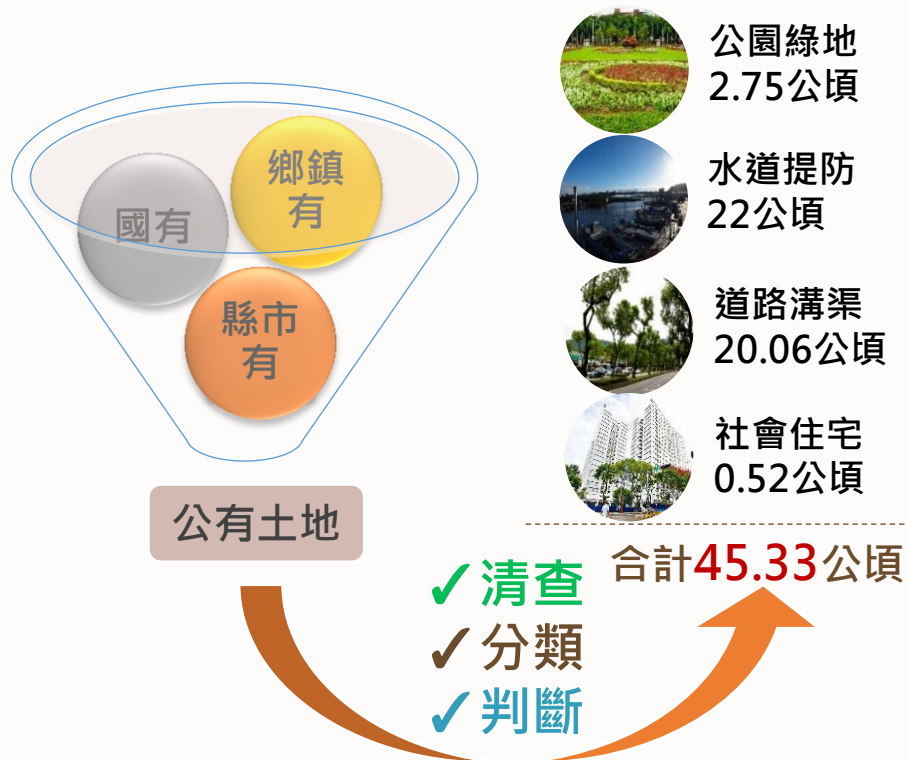 國有
鄉鎮
有
縣市
有
公有土地
公園綠地
2.75公頃
水道提防
22公頃
道路溝渠
20.06公頃
社會住宅
0.52公頃
合計45.33公頃
✓清查
✓分類
✓判斷